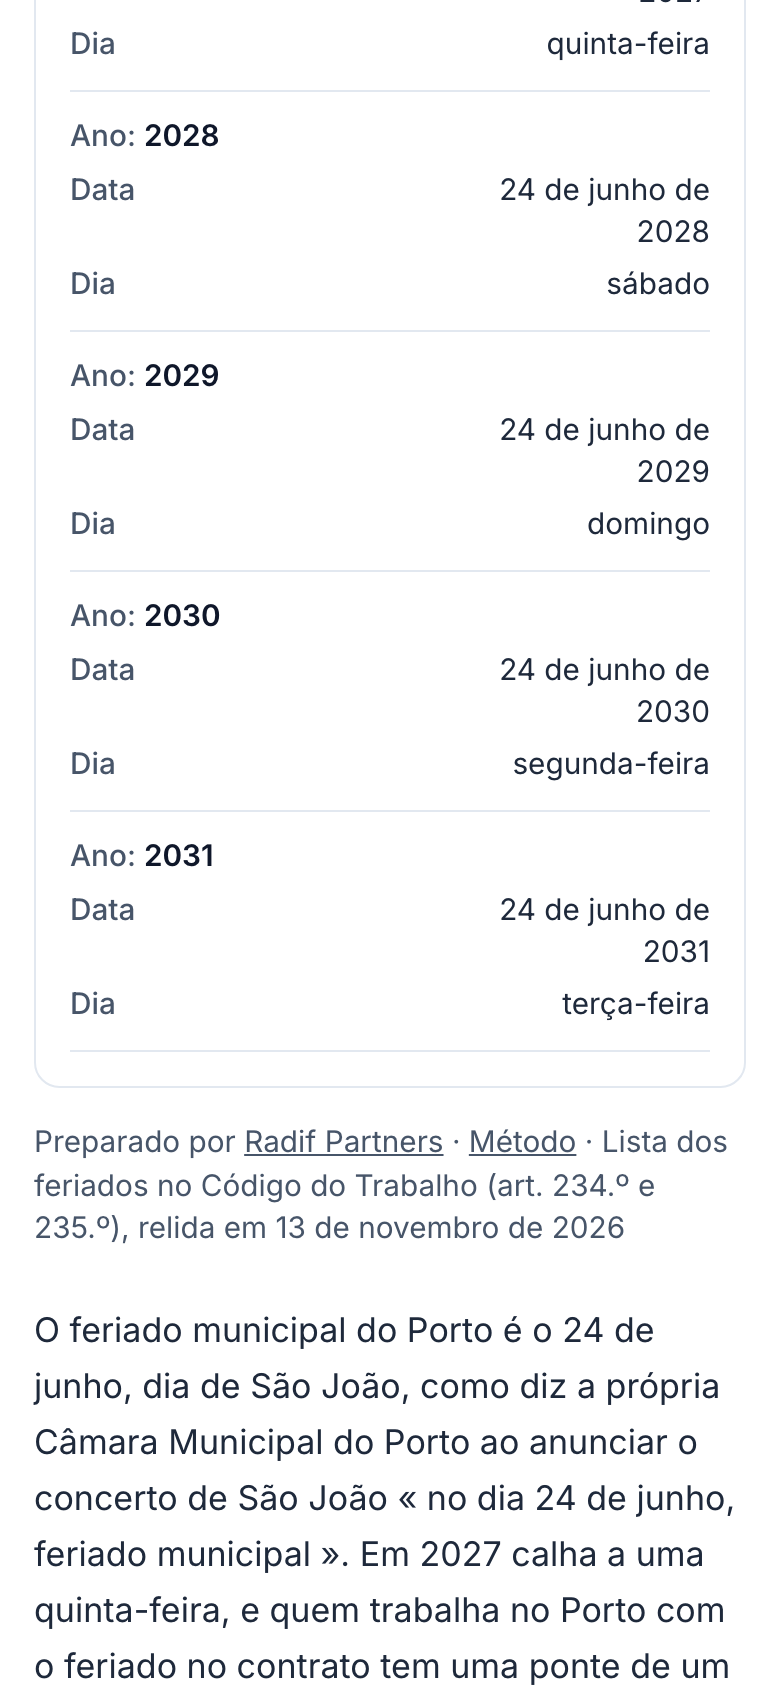 Dia quinta-feira
Ano: 2028
Data 24 de junho de
2028
Dia sábado
Ano: 2029
Data 24 de junho de
2029
Dia domingo
Ano: 2030
Data 24 de junho de
2030
Dia segunda-feira
Ano: 2031
Data 24 de junho de
2031
Dia terça-feira
Preparado por Radif Partners · Método · Lista dos
feriados no Código do Trabalho (art. 234.º e
235.º), relida em 13 de novembro de 2026
O feriado municipal do Porto é o 24 de
junho, dia de São João, como diz a própria
Câmara Municipal do Porto ao anunciar o
concerto de São João « no dia 24 de junho,
feriado municipal ». Em 2027 calha a uma
quinta-feira, e quem trabalha no Porto com
o feriado no contrato tem uma ponte de um